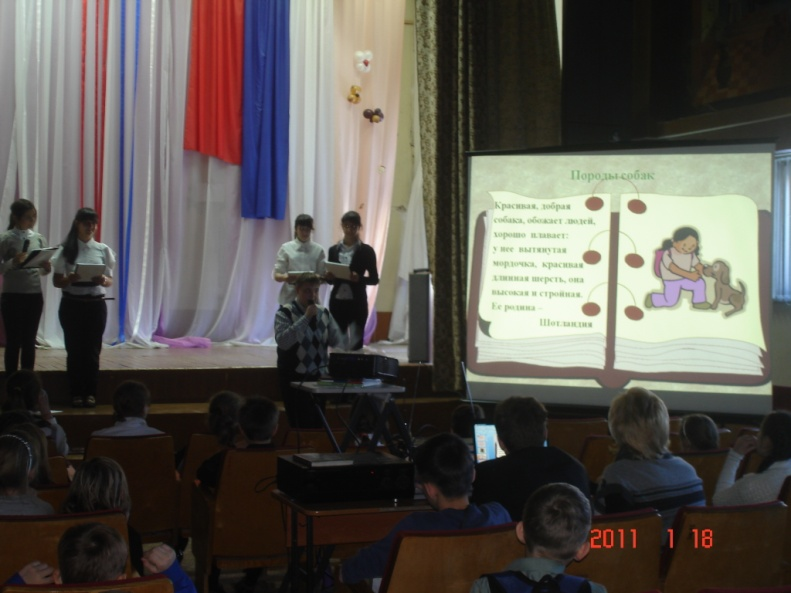 Породы собак
Красивая, добрая
собака, обожает людей,
хорошо плавает:
у нее вытянутая
мордочка, красивая
длинная шерсть, она
высокая и стройная.
Ее родина –
Шотландия
2011 1 18